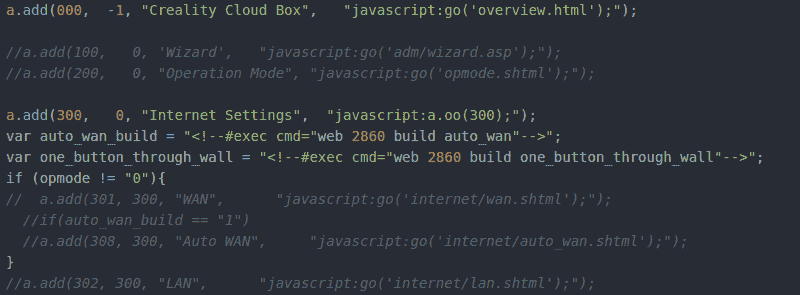 a.add(000,  -1, "Creality Cloud Box",   "javascript:go('overview.html');");
//a.add(100,   0, 'Wizard',   "javascript:go('adm/wizard.asp');");
//a.add(200,   0, "Operation Mode", "javascript:go('opmode.shtml');");
a.add(300,   0, "Internet Settings",  "javascript:a.oo(300);");
var auto_wan_build = "<!--#exec cmd="web 2860 build auto_wan"-->";
var one_button_through_wall = "<!--#exec cmd="web 2860 build one_button_through_wall"-->";
if (opmode != "0"){
//  a.add(301, 300, "WAN",      "javascript:go('internet/wan.shtml');");
  //if(auto_wan_build == "1")
  //a.add(308, 300, "Auto WAN",     "javascript:go('internet/auto_wan.shtml');");
}
//a.add(302, 300, "LAN",      "javascript:go('internet/lan.shtml');");